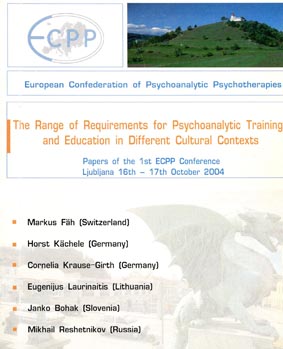 ECPP
European Confederation of Psychoanalytic Psychotherapies
The Range of Requirements for Psychoanalytic Training
and Education in Different Cultural Contexts
Papers of the 1st ECPP Conference
Ljubljana 16th – 17th October 2004
Markus Fäh (Switzerland)
Horst Kächele (Germany)
Cornelia Krause-Girth (Germany)
Eugenijus Laurinaitis (Lithuania)
Janko Bohak (Slovenia)
Mikhail Reshetnikov (Russia)